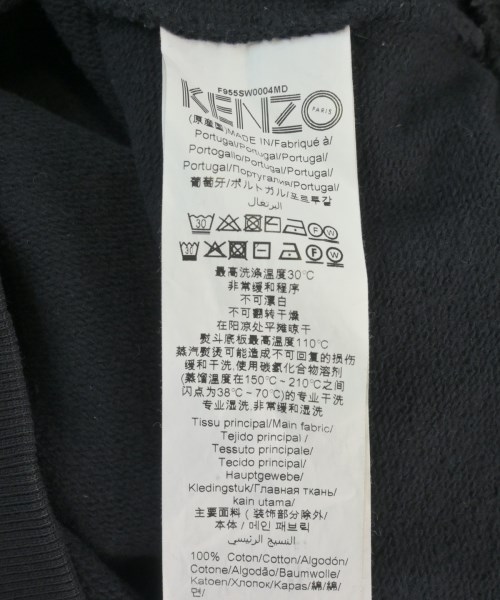 F955SW0004MD
KENZO
PARIS
(原産国)MADE IN/Fabriqué à/
Portugal/Portugal/Portugal/
Portogallo/Portugal/Portugal/
Portugal/Португалия/Portugal/
葡萄牙/ポルトガル/포르투갈
البرتغال
30 F W
30 F W
最高洗涤温度30°C
非常缓和程序
不可漂白
不可翻转干燥
在阳凉处平摊晾干
熨斗底板最高温度110°C
蒸汽熨烫可能造成不可回复的损伤
缓和干洗,使用碳氢化合物溶剂
(蒸馏温度在150°C~210°C之间
闪点为38°C~70°C)的专业干洗
专业湿洗,非常缓和湿洗
Tissu principal/Main fabric/
Tejido principal /
Tessuto principale/
Tecido principal/
Hauptgewebe/
Kledingstuk/Главная ткань/
kain utama/
主要面料 ( 装饰部分除外/
本体 / 메인 패브릭
النسيج الرئيسي
100% Coton/Cotton/Algodón/
Cotone/Algodão/Baumwolle/
Katoen/Хлопок/Kapas/棉/綿/
면/